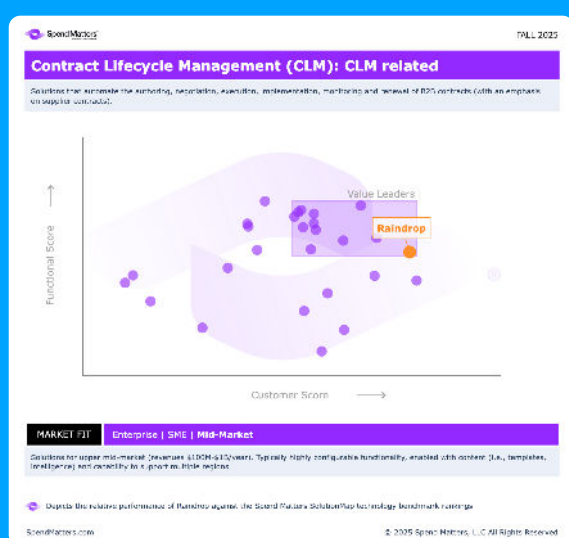 SpendMatters
FALL 2025
Contract Lifecycle Management (CLM): CLM related
Solutions that automate the authoring, negotiation, execution, implementation, monitoring and renewal of B2B contracts (with an emphasis
on supplier contracts).
Value Leaders
Raindrop
Functional Score
Customer Score
MARKET FIT
Enterprise | SME | Mid-Market
Solutions for upper mid-market (revenues $100M-$1B/year). Typically highly configurable functionality, enabled with content (i.e., templates,
intelligence) and capability to support multiple regions
Depicts the relative performance of Raindrop against the Spend Matters SolutionMap technology benchmark rankings
SpendMatters.com
© 2025 Spend Matters, LLC All Rights Reserved